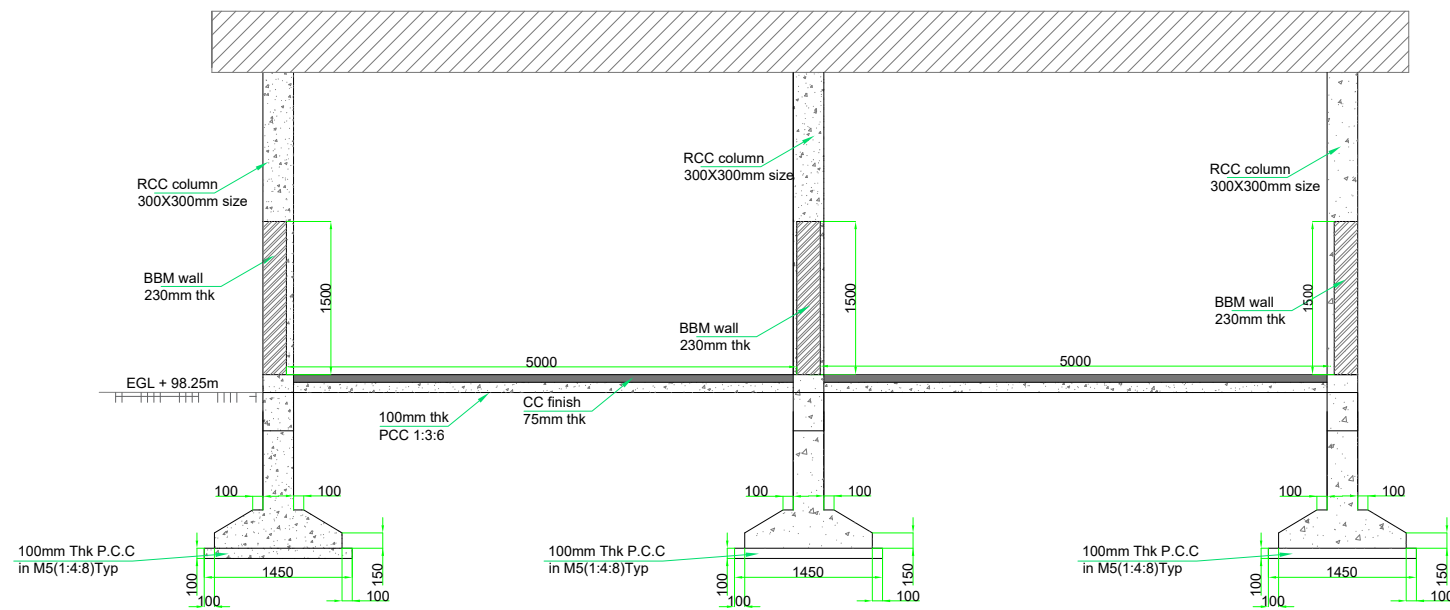 RCC column
300X300mm size
RCC column
300X300mm size
RCC column
300X300mm size
BBM wall
230mm thk
1500
BBM wall
230mm thk
1500
BBM wall
230mm thk
1500
5000
5000
EGL + 98.25m
100mm thk
PCC 1:3:6
CC finish
75mm thk
100
100
100
100
100
100
100mm Thk P.C.C
in M5(1:4:8)Typ
100
1450
150
100
100
100mm Thk P.C.C
in M5(1:4:8)Typ
100
1450
150
100
100
100mm Thk P.C.C
in M5(1:4:8)Typ
100
1450
150
100
100